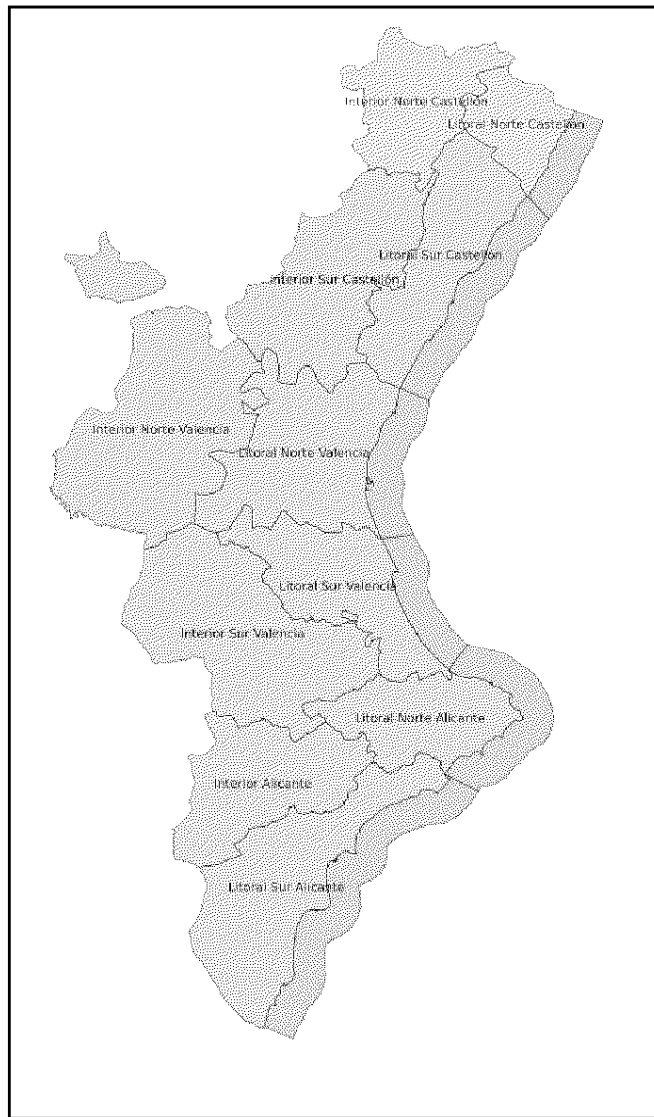 Interior Norte Castellón
Litoral Norte Castellón
Litoral Sur Castellón
Interior Sur Castellón
Interior Norte Valencia
Litoral Norte Valencia
Litoral Sur Valencia
Interior Sur Valencia
Litoral Norte Alicante
Interior Alicante
Litoral Sur Alicante